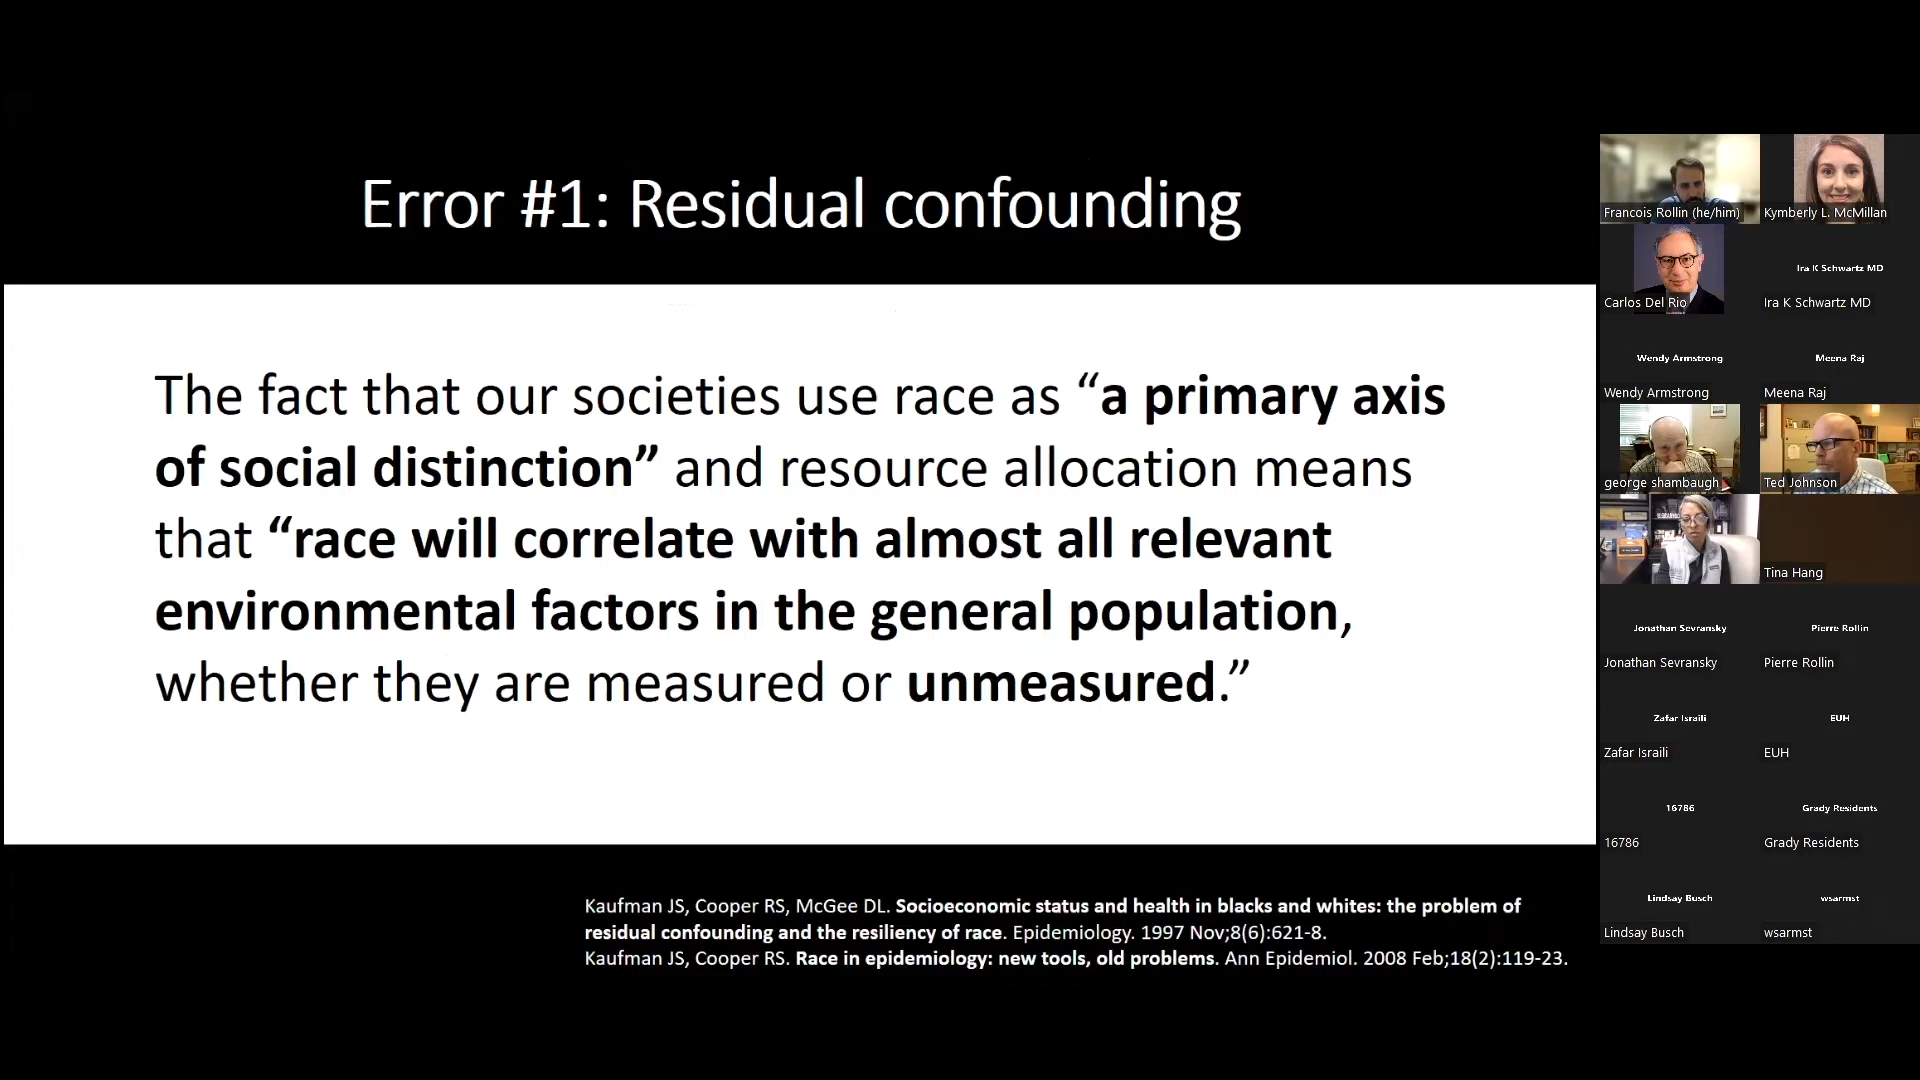 Error #1: Residual confounding
The fact that our societies use race as “a primary axis
of social distinction” and resource allocation means
that “race will correlate with almost all relevant
environmental factors in the general population,
whether they are measured or unmeasured.”
Kaufman JS, Cooper RS, McGee DL. Socioeconomic status and health in blacks and whites: the problem of
residual confounding and the resiliency of race. Epidemiology. 1997 Nov;8(6):621-8.
Kaufman JS, Cooper RS. Race in epidemiology: new tools, old problems. Ann Epidemiol. 2008 Feb;18(2):119-23.
Francois Rollin (he/him)
Kymberly L. McMillan
Carlos Del Rio
Ira K Schwartz MD
Ira K Schwartz MD
Wendy Armstrong
Wendy Armstrong
Meena Raj
Meena Raj
george shambaugh
Ted Johnson
Tina Hang
Jonathan Sevransky
Jonathan Sevransky
Pierre Rollin
Pierre Rollin
Zafar Israili
Zafar Israili
EUH
EUH
16786
16786
Grady Residents
Grady Residents
Lindsay Busch
Lindsay Busch
wsarmst
wsarmst